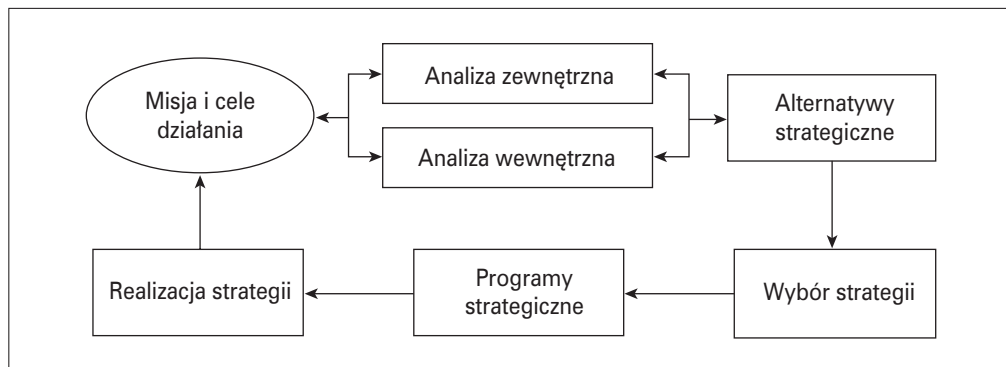 Misja i cele
działania
Analiza zewnętrzna
Analiza wewnętrzna
Alternatywy
strategiczne
Realizacja strategii
Programy
strategiczne
Wybór strategii